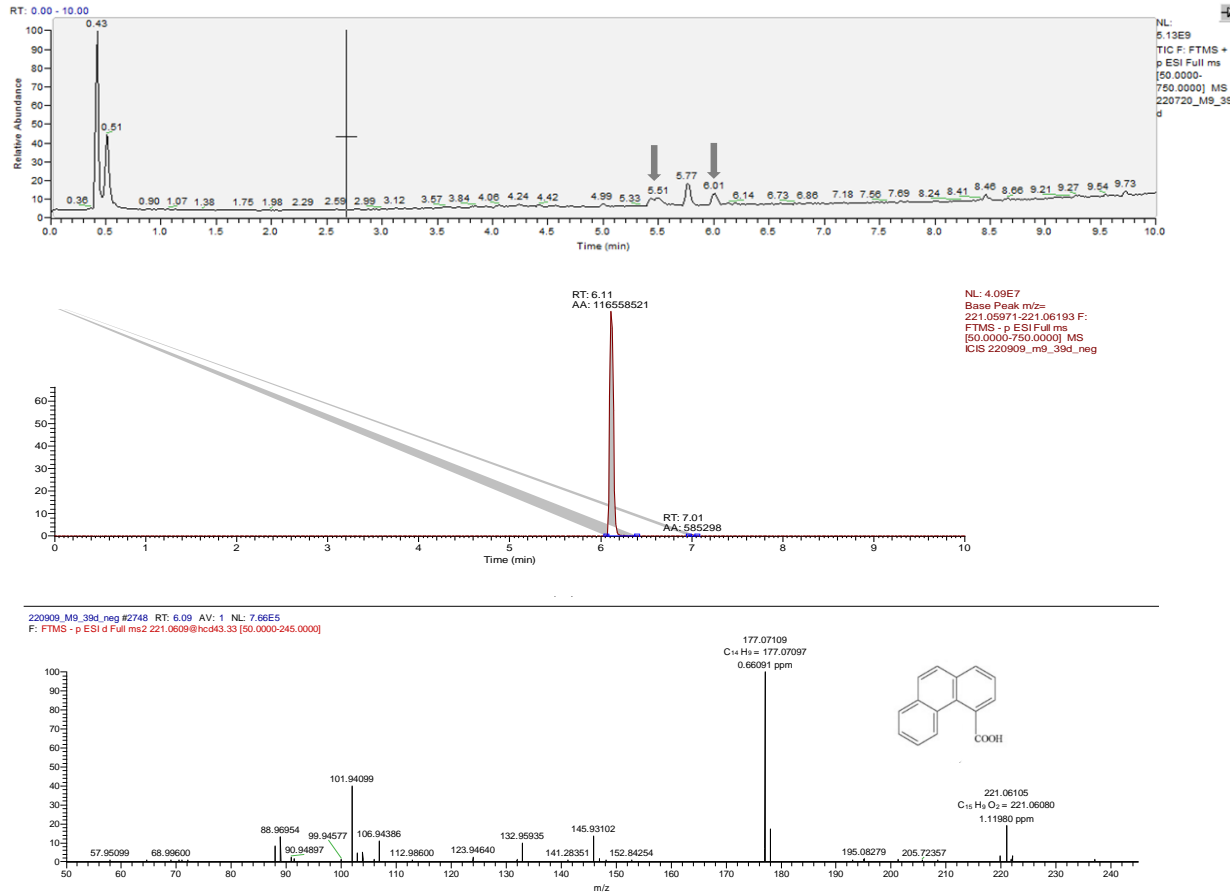 RT: 0.00 - 10.00
NL:
5.13E9
TIC F: FTMS +
p ESI Full ms
[50.0000-
750.0000] MS
220720_M9_39
d
Relative Abundance
100
90
80
70
60
50
40
30
20
10
0
0.43
0.51
0.36
0.90
1.07
1.38
1.75
1.98
2.29
2.59
2.99
3.12
3.57
3.84
4.06
4.24
4.42
4.99
5.33
5.51
5.77
6.01
6.14
6.73
6.86
7.18
7.56
7.69
8.24
8.41
8.46
8.66
9.21
9.27
9.54
9.73
0.0 0.5 1.0 1.5 2.0 2.5 3.0 3.5 4.0 4.5 5.0 5.5 6.0 6.5 7.0 7.5 8.0 8.5 9.0 9.5 10.0
Time (min)
RT: 6.11
AA: 116558521
NL: 4.09E7
Base Peak m/z=
221.05971-221.06193 F:
FTMS - p ESI Full ms
[50.0000-750.0000] MS
ICIS 220909_m9_39d_neg
60
50
40
30
20
10
0
RT: 7.01
AA: 585298
0 1 2 3 4 5 6 7 8 9 10
Time (min)
220909_M9_39d_neg #2748 RT: 6.09 AV: 1 NL: 7.66E5
F: FTMS - p ESI d Full ms2 221.0609@hcd43.33 [50.0000-245.0000]
100
90
80
70
60
50
40
30
20
10
0
177.07109
C₁₄ H₉ = 177.07097
0.66091 ppm
COOH
221.06105
C₁₅ H₉ O₂ = 221.06080
1.11980 ppm
101.94099
57.95099
68.99600
88.96954
90.94897
99.94577
106.94386
112.98600
123.94640
132.95935
141.28351
145.93102
152.84254
195.08279
205.72357
50 60 70 80 90 100 110 120 130 140 150 160 170 180 190 200 210 220 230 240
m/z